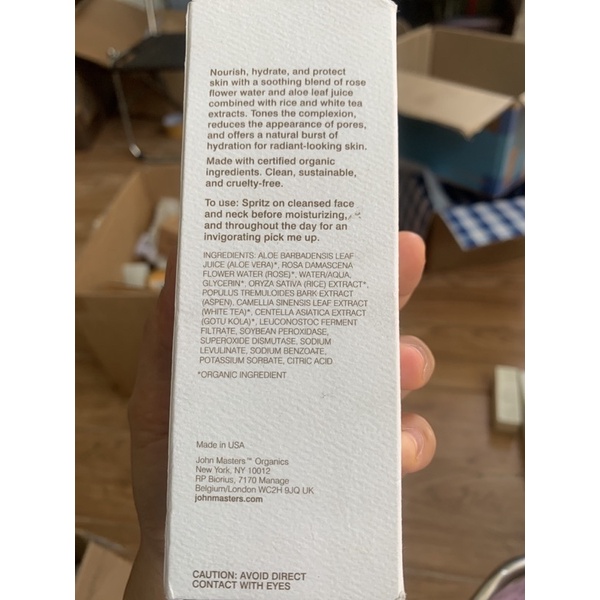 Nourish, hydrate, and protect
skin with a soothing blend of rose
flower water and aloe leaf juice
combined with rice and white tea
extracts. Tones the complexion,
reduces the appearance of pores,
and offers a natural burst of
hydration for radiant-looking skin.
Made with certified organic
ingredients. Clean, sustainable,
and cruelty-free.
To use: Spritz on cleansed face
and neck before moisturizing,
and throughout the day for an
invigorating pick me up.
INGREDIENTS: ALOE BARBADENSIS LEAF
JUICE (ALOE VERA)*, ROSA DAMASCENA
FLOWER WATER (ROSE)*, WATER/AQUA,
GLYCERIN*, ORYZA SATIVA (RICE) EXTRACT*,
POPULUS TREMULOIDES BARK EXTRACT
(ASPEN), CAMELLIA SINENSIS LEAF EXTRACT
(WHITE TEA)*, CENTELLA ASIATICA EXTRACT
(GOTU KOLA)*, LEUCONOSTOC FERMENT
FILTRATE, SOYBEAN PEROXIDASE,
SUPEROXIDE DISMUTASE, SODIUM
LEVULINATE, SODIUM BENZOATE,
POTASSIUM SORBATE, CITRIC ACID
*ORGANIC INGREDIENT
Made in USA
John Masters™ Organics
New York, NY 10012
RP Biorius, 7170 Manage
Belgium/London WC2H 9JQ UK
johnmasters.com
CAUTION: AVOID DIRECT
CONTACT WITH EYES